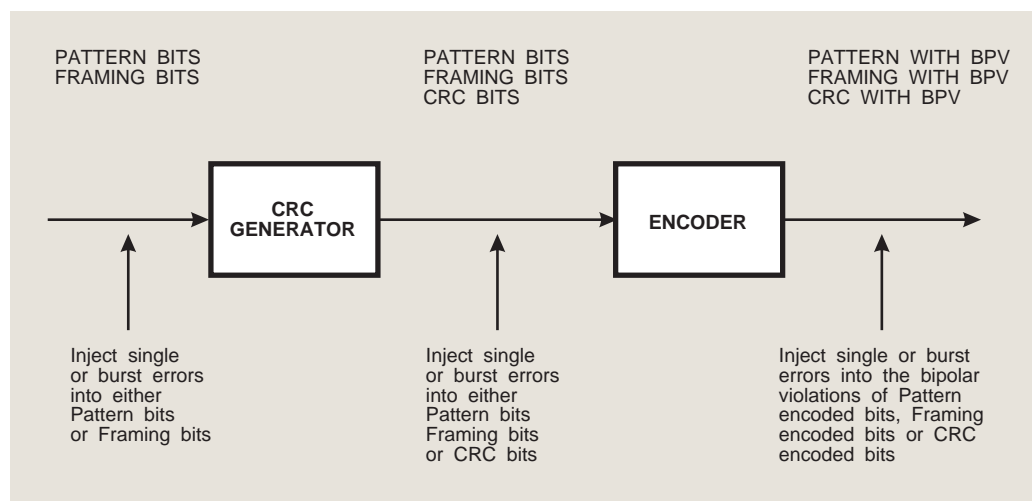 PATTERN BITS
FRAMING BITS
PATTERN BITS
FRAMING BITS
CRC BITS
PATTERN WITH BPV
FRAMING WITH BPV
CRC WITH BPV
CRC
GENERATOR
ENCODER
Inject single
or burst errors
into either
Pattern bits
or Framing bits
Inject single
or burst errors
into either
Pattern bits
Framing bits
or CRC bits
Inject single or burst
errors into the bipolar
violations of Pattern
encoded bits, Framing
encoded bits or CRC
encoded bits